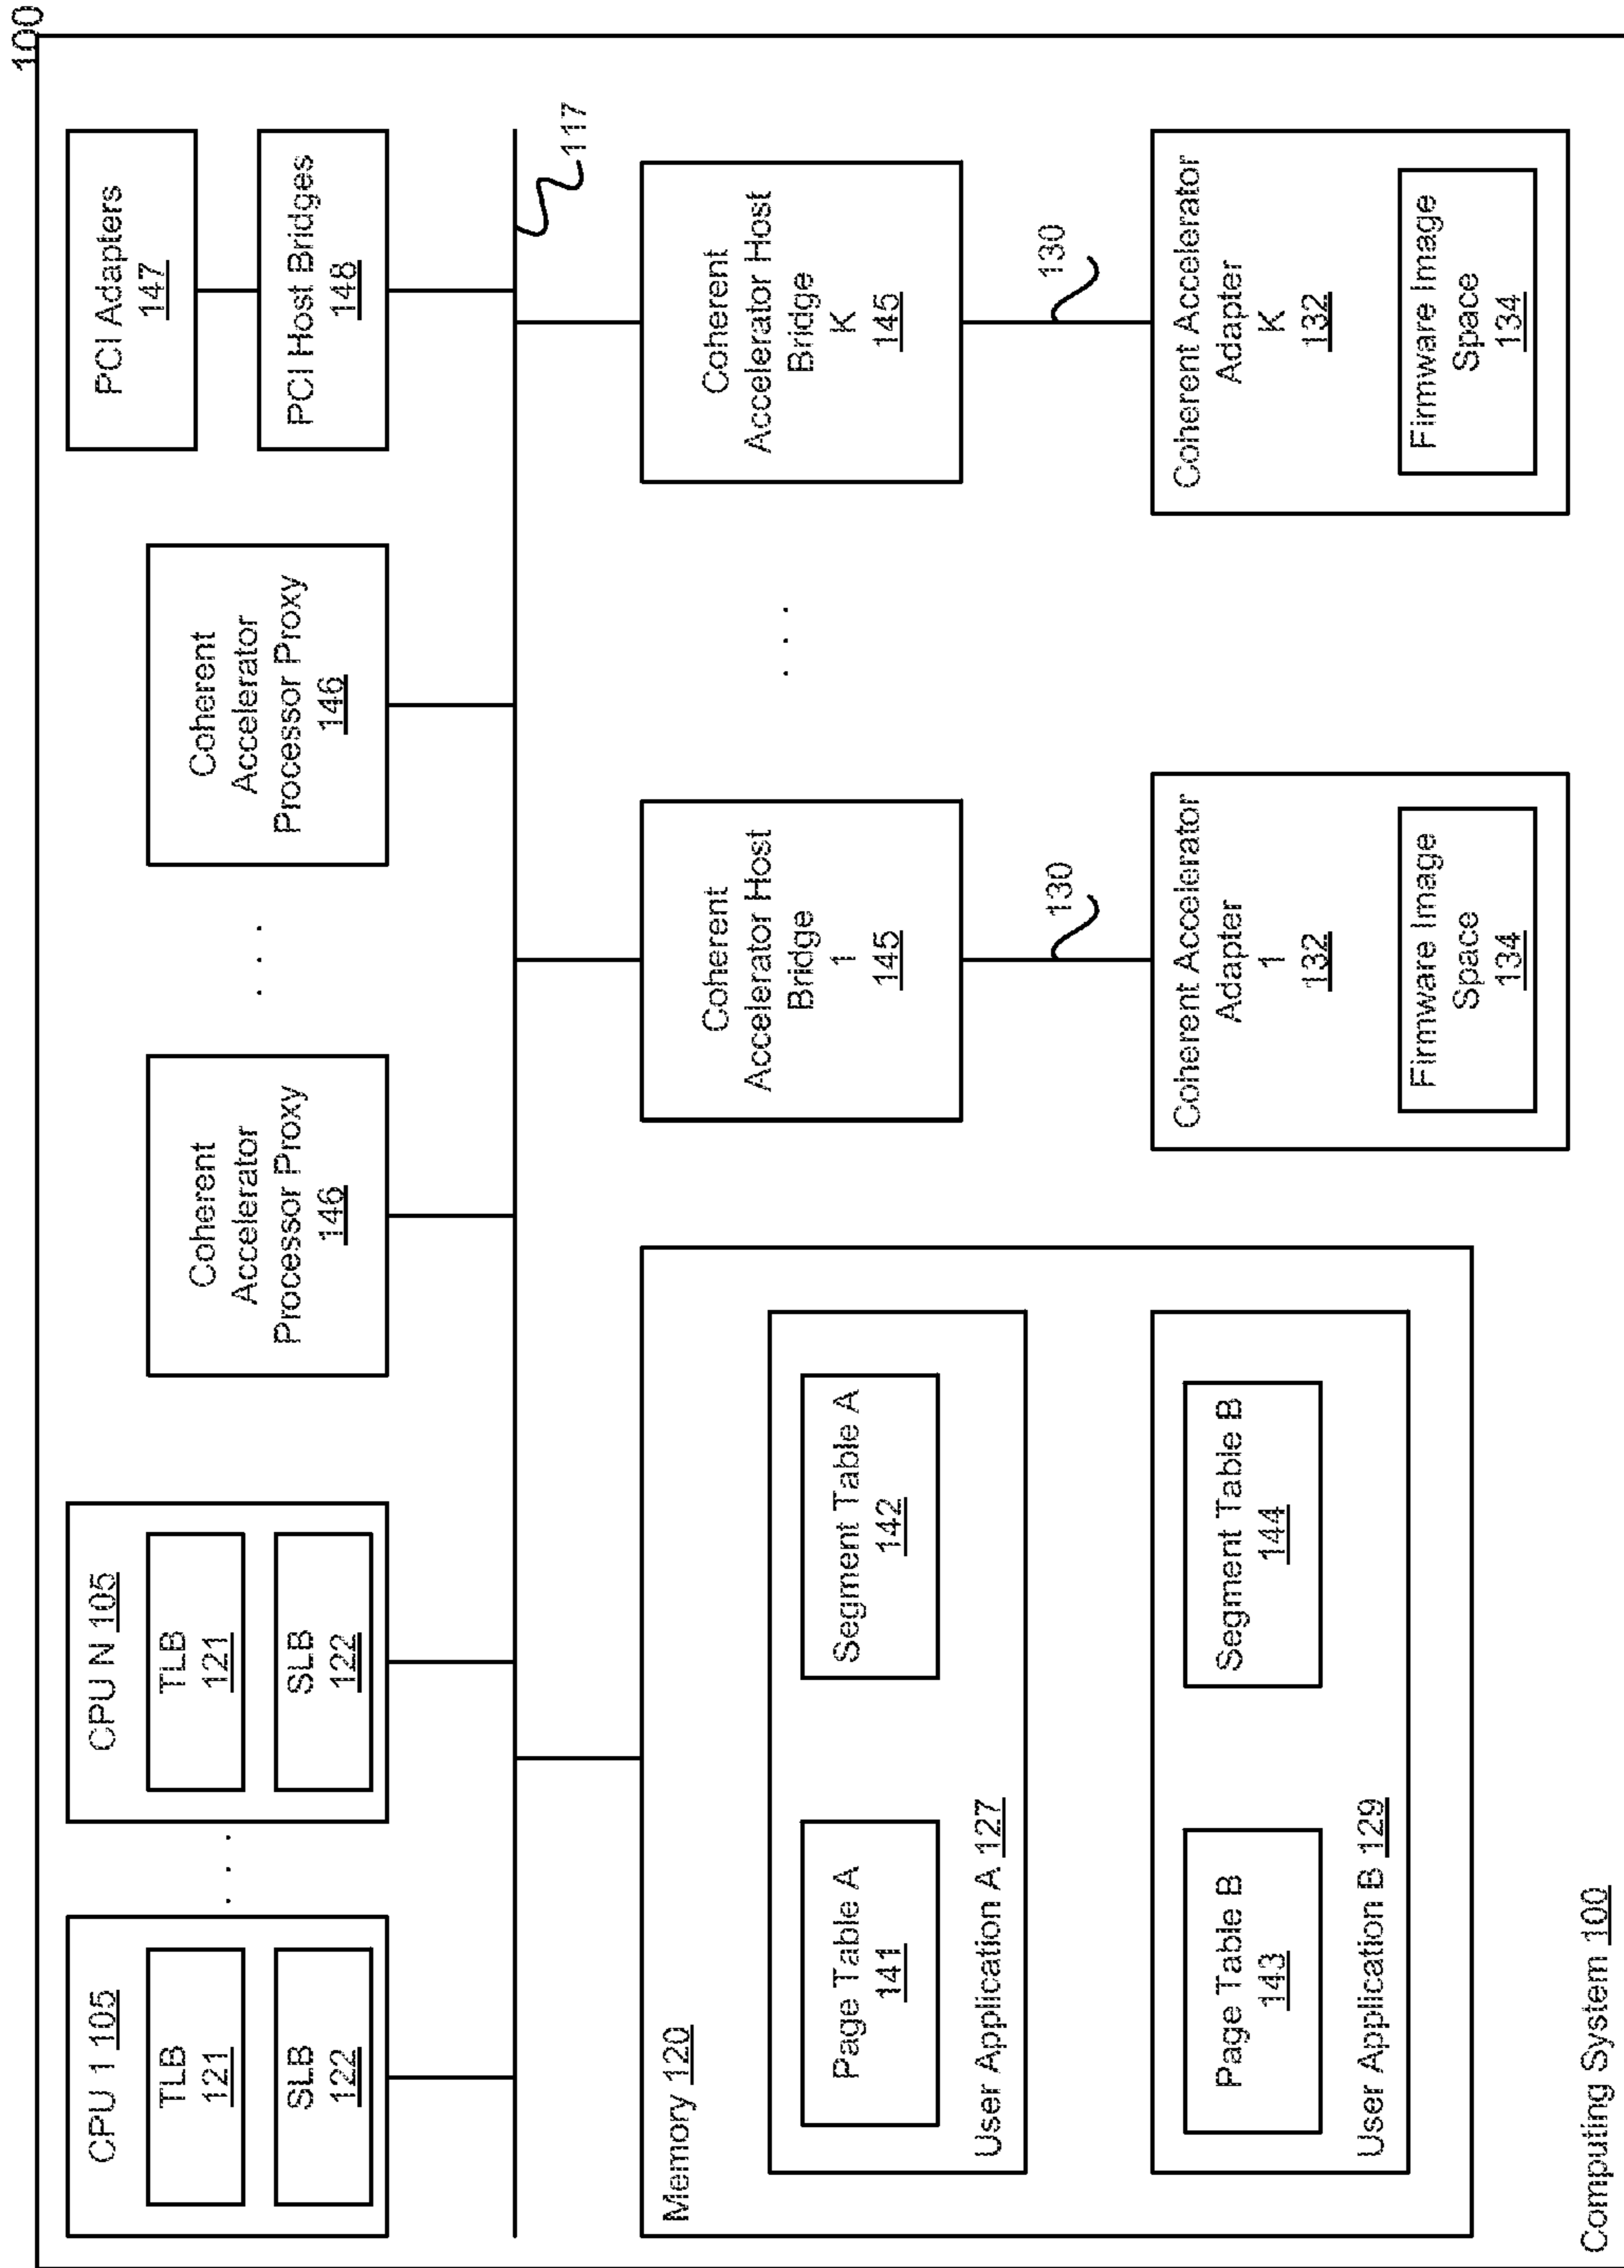 100
CPU 1 105
TLB
121
SLB
122
. . .
CPU N 105
TLB
121
SLB
122
Coherent
Accelerator
Processor Proxy
146
. . .
Coherent
Accelerator
Processor Proxy
146
PCI Adapters
147
PCI Host Bridges
148
117
Memory 120
Page Table A
141
Segment Table A
142
User Application A 127
Page Table B
143
Segment Table B
144
User Application B 129
Coherent
Accelerator Host
Bridge
1
145
. . .
Coherent
Accelerator Host
Bridge
K
145
130
130
Coherent Accelerator
Adapter
1
132
Firmware Image
Space
134
Coherent Accelerator
Adapter
K
132
Firmware Image
Space
134
Computing System 100